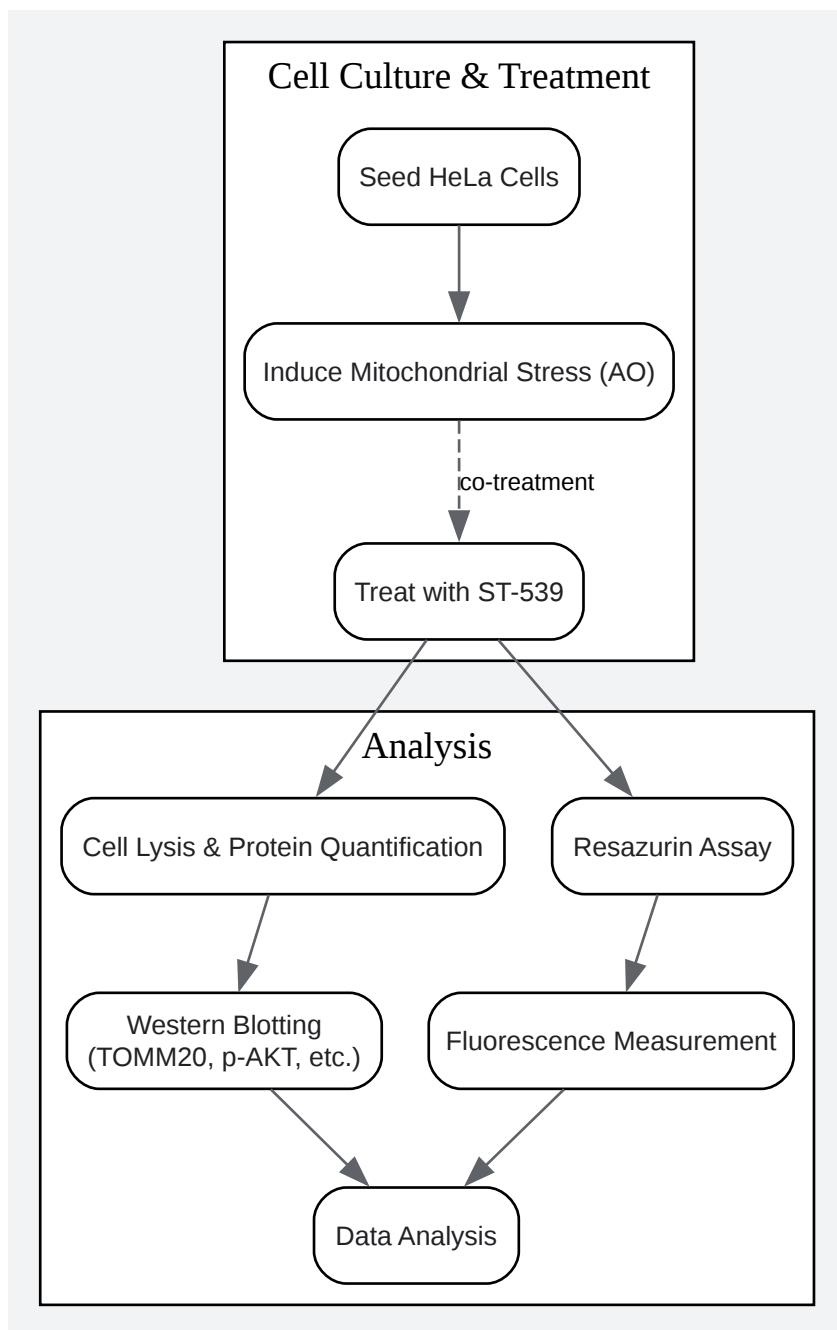 Cell Culture & Treatment
Seed HeLa Cells
Induce Mitochondrial Stress (AO)
co-treatment
Treat with ST-539
Analysis
Cell Lysis & Protein Quantification
Resazurin Assay
Western Blotting
(TOMM20, p-AKT, etc.)
Fluorescence Measurement
Data Analysis